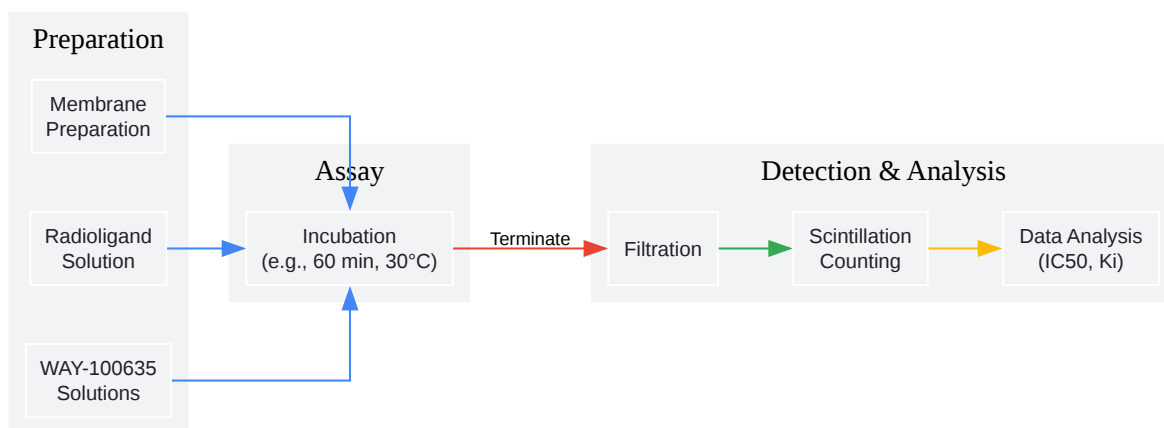 Preparation
Membrane
Preparation
Radioligand
Solution
WAY-100635
Solutions
Assay
Incubation
(e.g., 60 min, 30°C)
Terminate
Detection & Analysis
Filtration
Scintillation
Counting
Data Analysis
(IC50, Ki)